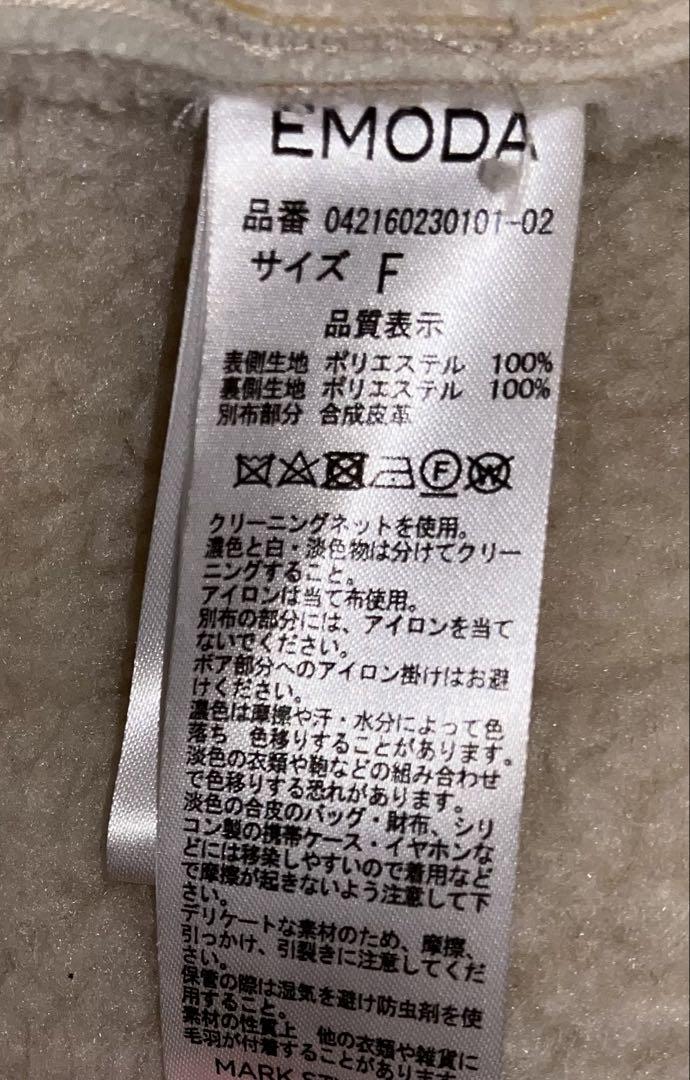 EMODA
品番 042160230101-02
サイズ F
品質表示
表側生地 ポリエステル 100%
裏側生地 ポリエステル 100%
別布部分 合成皮革
F W
クリーニングネットを使用。
濃色と白・淡色物は分けてクリー
ニングすること。
アイロンは当て布使用。
別布の部分には、アイロンを当て
ないでください。
ボア部分へのアイロン掛けはお避
けください。
濃色は摩擦や汗・水分によって色
落ち 色移りすることがあります。
淡色の衣類や鞄などの組み合わせ
で色移りする恐れがあります。
淡色の合皮のバッグ・財布、シリ
コン製の携帯ケース・イヤホンな
どには移染しやすいので着用など
で摩擦が起きないよう注意して下
さい。
デリケートな素材のため、摩擦、
引っかけ、引裂きに注意してくだ
さい。
保管の際は湿気を避け防虫剤を使
用すること。
素材の性質上 他の衣類や雑貨に
毛羽が付着することがあります。
MARK